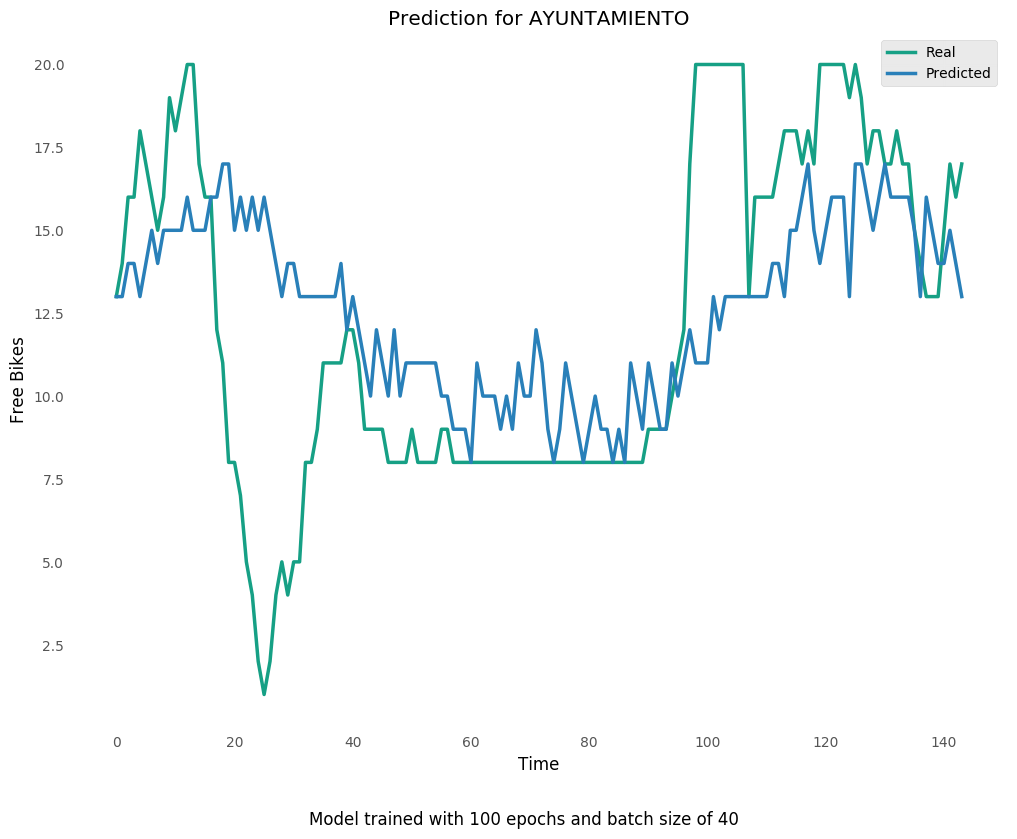 Prediction for AYUNTAMIENTO
Real
Predicted
20.0
17.5
15.0
12.5
10.0
7.5
5.0
2.5
Free Bikes
0 20 40 60 80 100 120 140
Time
Model trained with 100 epochs and batch size of 40